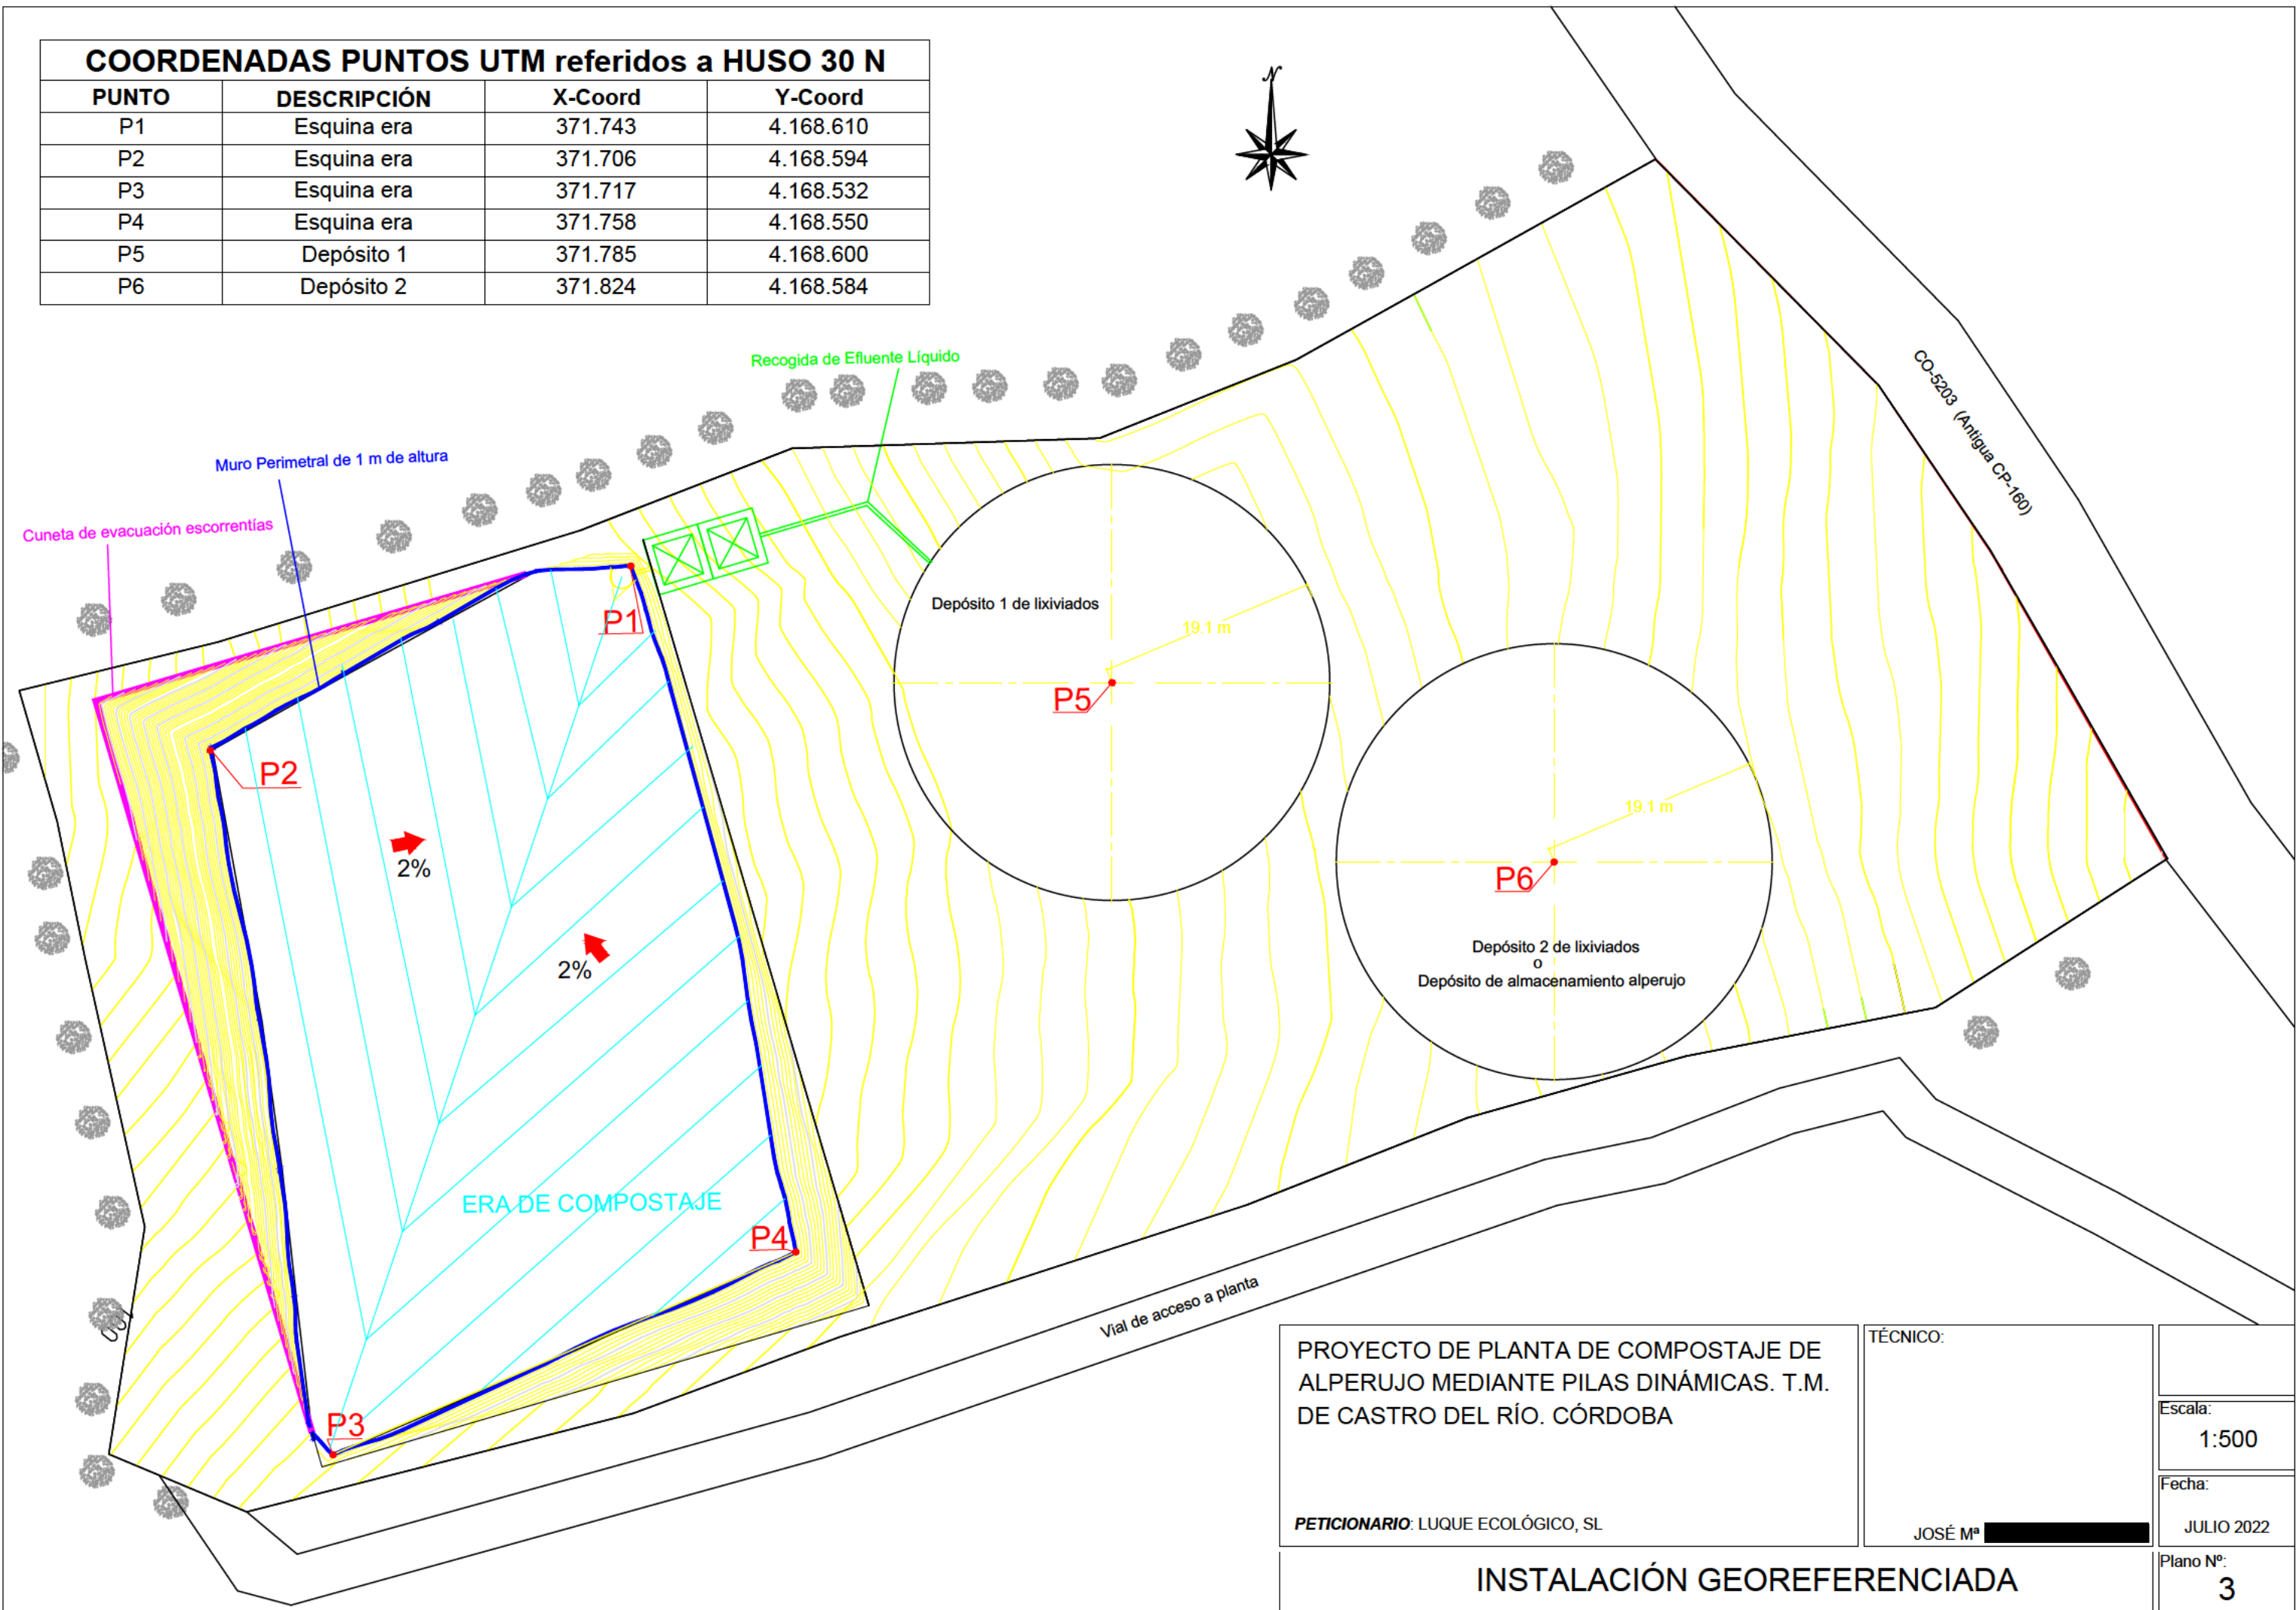 COORDENADAS PUNTOS UTM referidos a HUSO 30 N
PUNTO DESCRIPCIÓN X-Coord Y-Coord
P1 Esquina era 371.743 4.168.610
P2 Esquina era 371.706 4.168.594
P3 Esquina era 371.717 4.168.532
P4 Esquina era 371.758 4.168.550
P5 Depósito 1 371.785 4.168.600
P6 Depósito 2 371.824 4.168.584
N
Recogida de Efluente Líquido
Muro Perimetral de 1 m de altura
Cuneta de evacuación escorrentías
CO-5203 (Antigua CP-160)
P1
Depósito 1 de lixiviados
19.1 m
P5
P2
2%
2%
19.1 m
P6
Depósito 2 de lixiviados
o
Depósito de almacenamiento alperujo
ERA DE COMPOSTAJE
P4
P3
Vial de acceso a planta
PROYECTO DE PLANTA DE COMPOSTAJE DE
ALPERUJO MEDIANTE PILAS DINÁMICAS. T.M.
DE CASTRO DEL RÍO. CÓRDOBA
PETICIONARIO: LUQUE ECOLÓGICO, SL
TÉCNICO:
JOSÉ Mª
Escala:
1:500
Fecha:
JULIO 2022
INSTALACIÓN GEOREFERENCIADA
Plano Nº:
3